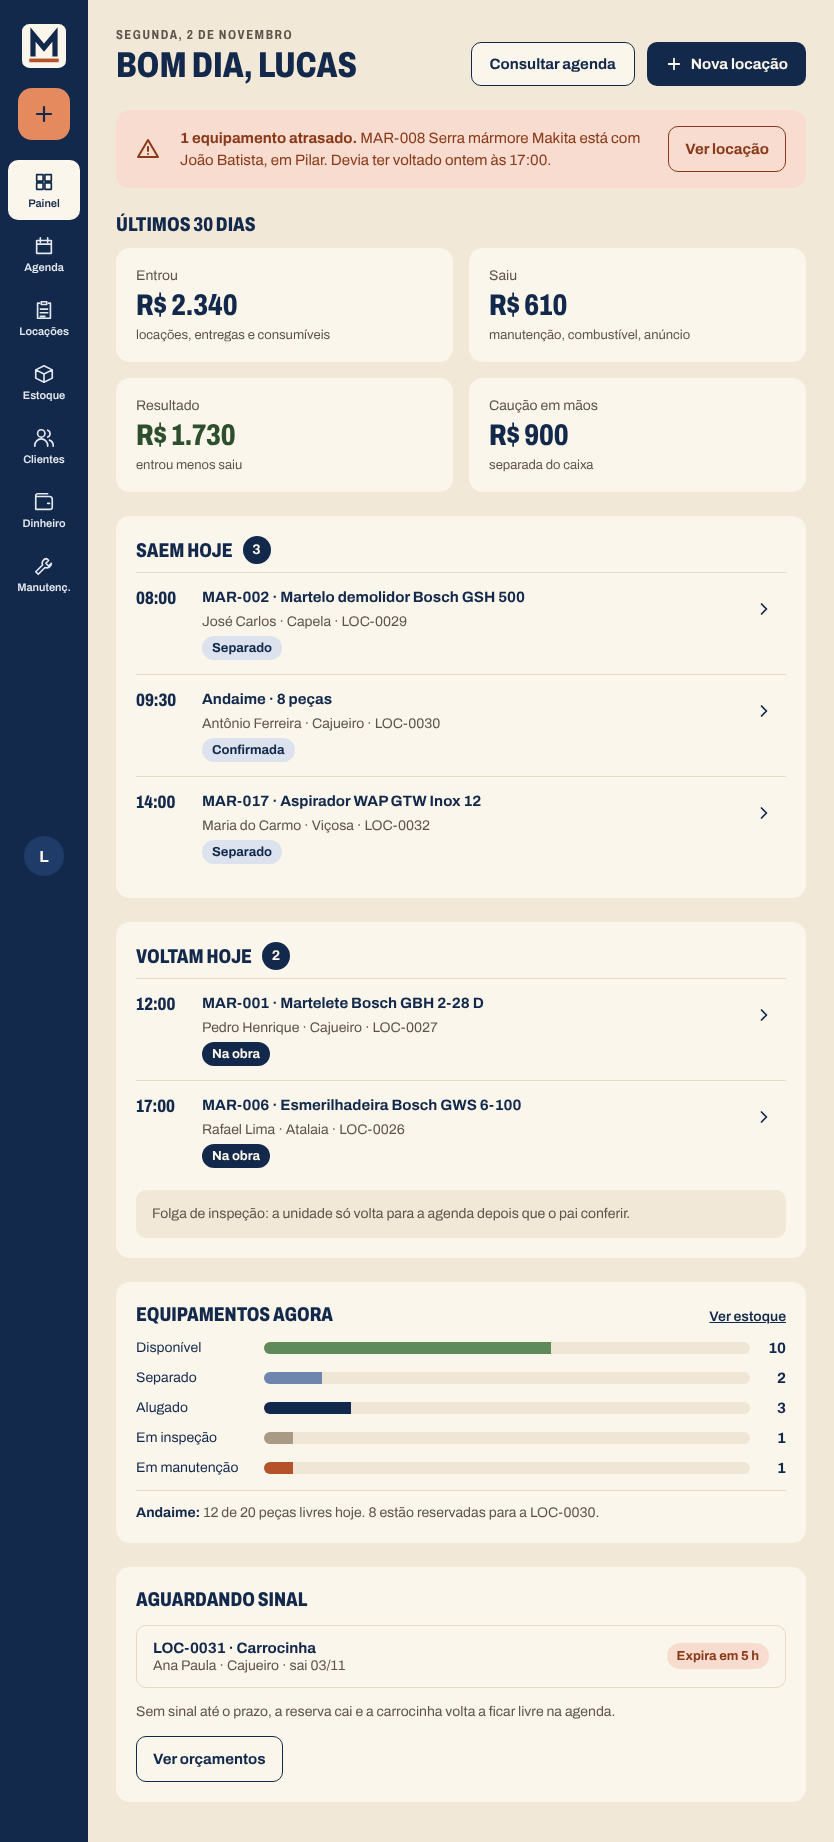 M
Painel
Agenda
Locações
Estoque
Clientes
Dinheiro
Manutenç.
L
SEGUNDA, 2 DE NOVEMBRO
BOM DIA, LUCAS
Consultar agenda
+ Nova locação
1 equipamento atrasado. MAR-008 Serra mármore Makita está com
João Batista, em Pilar. Devia ter voltado ontem às 17:00.
Ver locação
ÚLTIMOS 30 DIAS
Entrou
R$ 2.340
locações, entregas e consumíveis
Saiu
R$ 610
manutenção, combustível, anúncio
Resultado
R$ 1.730
entrou menos saiu
Caução em mãos
R$ 900
separada do caixa
SAEM HOJE 3
08:00 MAR-002 · Martelo demolidor Bosch GSH 500
José Carlos · Capela · LOC-0029
Separado
09:30 Andaime · 8 peças
Antônio Ferreira · Cajueiro · LOC-0030
Confirmada
14:00 MAR-017 · Aspirador WAP GTW Inox 12
Maria do Carmo · Viçosa · LOC-0032
Separado
VOLTAM HOJE 2
12:00 MAR-001 · Martelete Bosch GBH 2-28 D
Pedro Henrique · Cajueiro · LOC-0027
Na obra
17:00 MAR-006 · Esmerilhadeira Bosch GWS 6-100
Rafael Lima · Atalaia · LOC-0026
Na obra
Folga de inspeção: a unidade só volta para a agenda depois que o pai conferir.
EQUIPAMENTOS AGORA
Ver estoque
Disponível 10
Separado 2
Alugado 3
Em inspeção 1
Em manutenção 1
Andaime: 12 de 20 peças livres hoje. 8 estão reservadas para a LOC-0030.
AGUARDANDO SINAL
LOC-0031 · Carrocinha
Ana Paula · Cajueiro · sai 03/11
Expira em 5 h
Sem sinal até o prazo, a reserva cai e a carrocinha volta a ficar livre na agenda.
Ver orçamentos